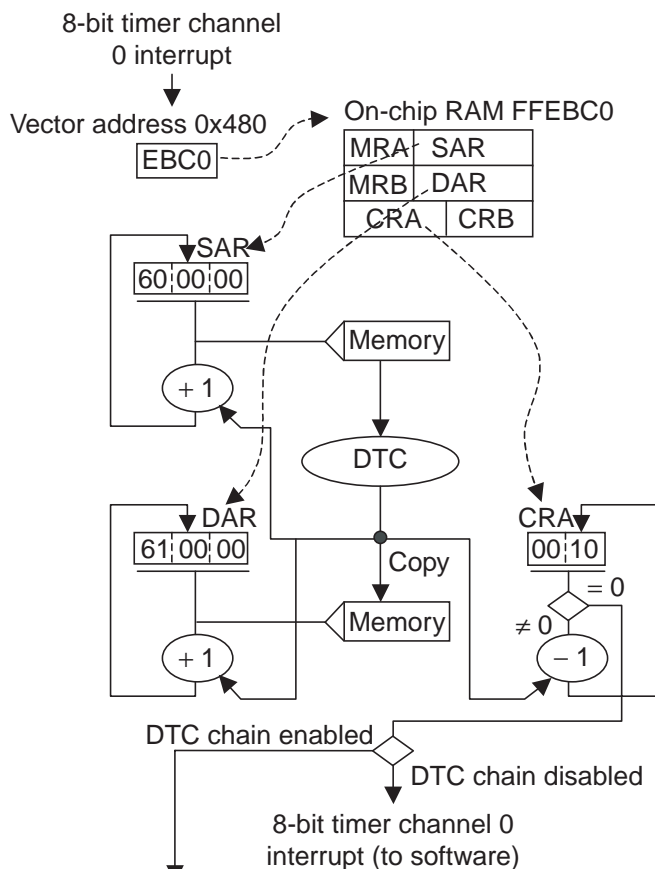 8-bit timer channel
0 interrupt
Vector address 0x480
EBC0
On-chip RAM FFEBC0
MRA SAR
MRB DAR
CRA CRB
SAR
60 00 00
Memory
+ 1
DTC
DAR
61 00 00
CRA
00 10
Copy
= 0
≠ 0
Memory
+ 1
− 1
DTC chain enabled
DTC chain disabled
8-bit timer channel 0
interrupt (to software)